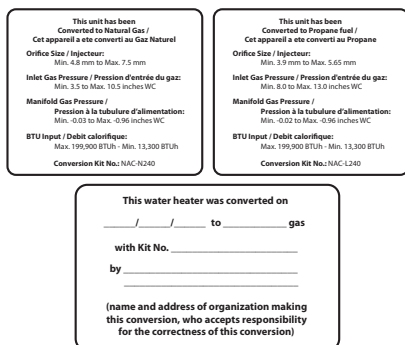 This unit has been
Converted to Natural Gas /
Cet appareil a ete converti au Gaz Naturel
Orifice Size / Injecteur:
Min. 4.8 mm to Max. 7.5 mm
Inlet Gas Pressure / Pression d'entrée du gaz:
Min. 3.5 to Max. 10.5 inches WC
Manifold Gas Pressure /
Pression à la tubulure d'alimentation:
Min. -0.03 to Max. -0.96 inches WC
BTU Input / Debit calorifique:
Max. 199,900 BTUh - Min. 13,300 BTUh
Conversion Kit No.: NAC-N240
This unit has been
Converted to Propane fuel /
Cet appareil a ete converti au Propane
Orifice Size / Injecteur:
Min. 3.9 mm to Max. 5.65 mm
Inlet Gas Pressure / Pression d'entrée du gaz:
Min. 8.0 to Max. 13.0 inches WC
Manifold Gas Pressure /
Pression à la tubulure d'alimentation:
Min. -0.02 to Max. -0.96 inches WC
BTU Input / Debit calorifique:
Max. 199,900 BTUh - Min. 13,300 BTUh
Conversion Kit No.: NAC-L240
This water heater was converted on
______/______/______ to ____________ gas
with Kit No. ________________________
by _________________________________
_________________________________
(name and address of organization making
this conversion, who accepts responsibility
for the correctness of this conversion)